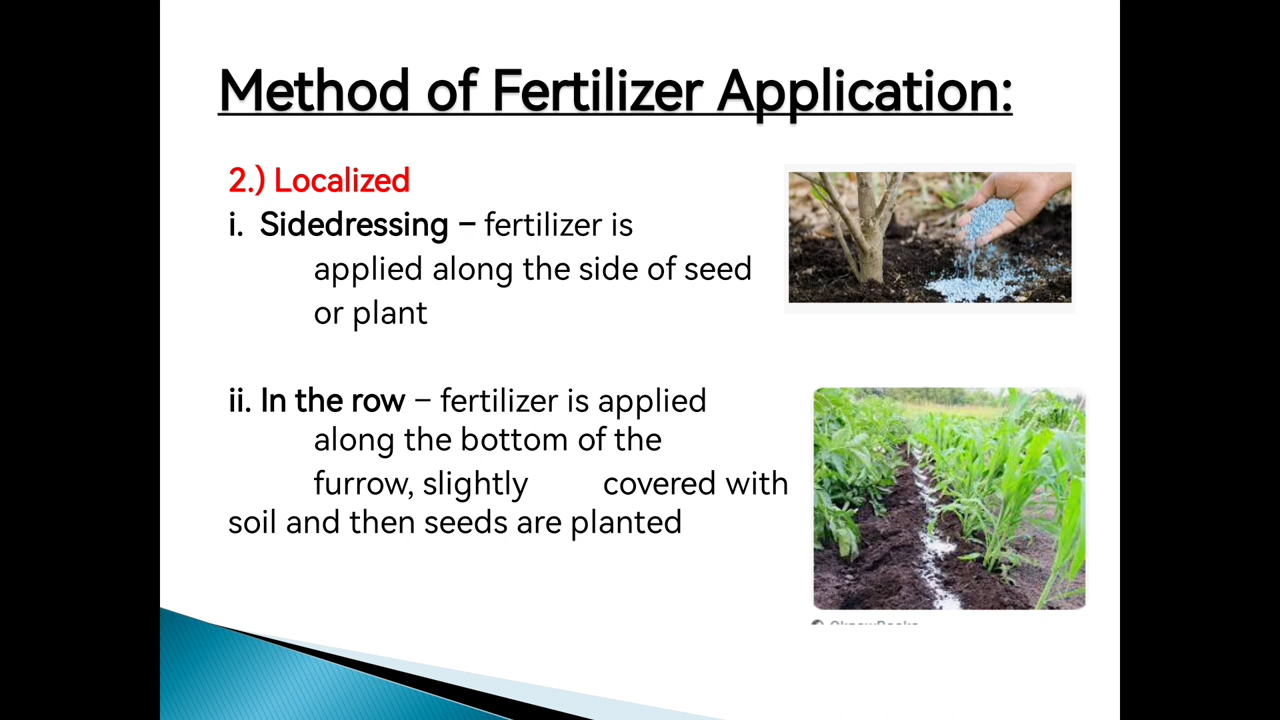 Method of Fertilizer Application:
2.) Localized
i. Sidedressing – fertilizer is
applied along the side of seed
or plant
ii. In the row – fertilizer is applied
along the bottom of the
furrow, slightly covered with
soil and then seeds are planted